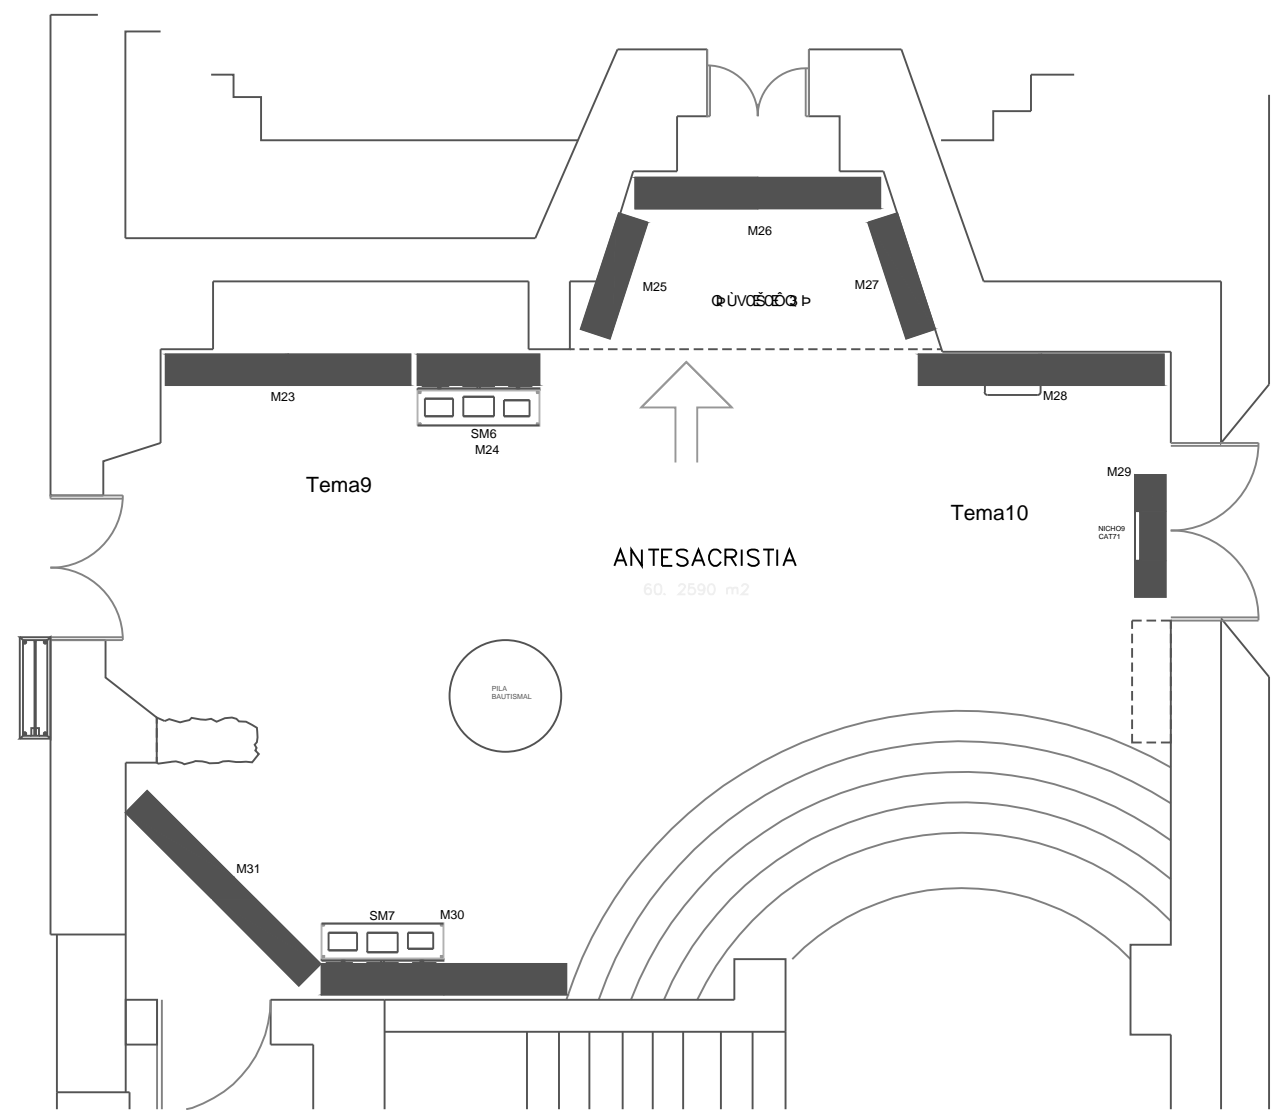 M26
M25
M27
M23
M28
SM6
M24
M29
Tema9
Tema10
NICHO9
CAT71
ANTESACRISTIA
60. 2590 m2
PILA
BAUTISMAL
M31
SM7
M30